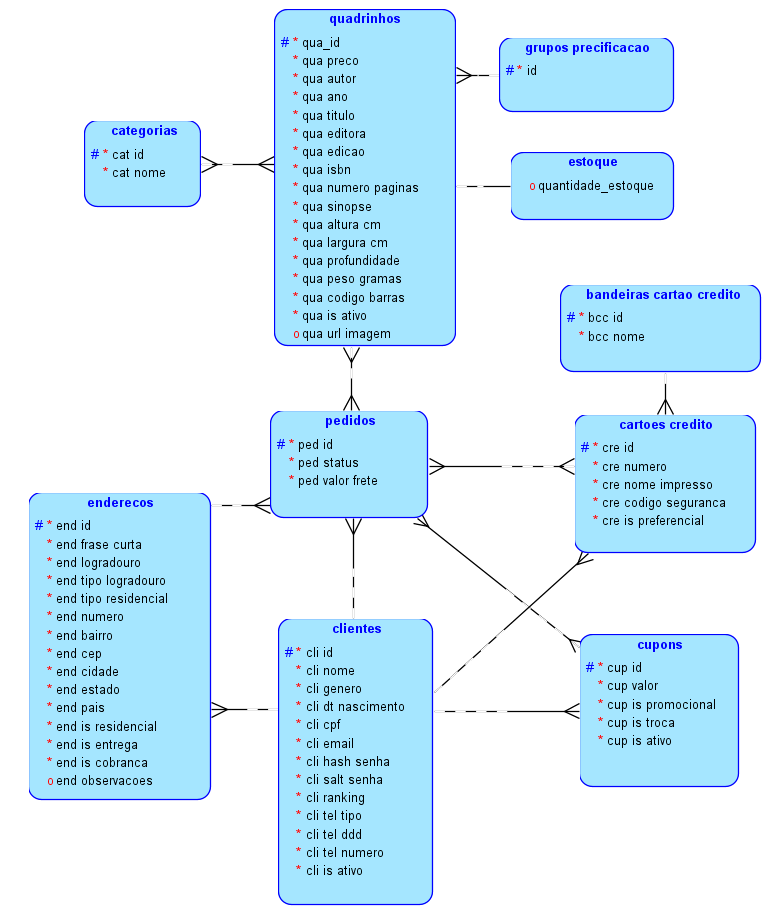 quadrinhos
# * qua_id
* qua preco
* qua autor
* qua ano
* qua titulo
* qua editora
* qua edicao
* qua isbn
* qua numero paginas
* qua sinopse
* qua altura cm
* qua largura cm
* qua profundidade
* qua peso gramas
* qua codigo barras
* qua is ativo
o qua url imagem
grupos precificacao
# * id
categorias
# * cat id
* cat nome
estoque
o quantidade_estoque
bandeiras cartao credito
# * bcc id
* bcc nome
pedidos
# * ped id
* ped status
* ped valor frete
cartoes credito
# * cre id
* cre numero
* cre nome impresso
* cre codigo seguranca
* cre is preferencial
enderecos
# * end id
* end frase curta
* end logradouro
* end tipo logradouro
* end tipo residencial
* end numero
* end bairro
* end cep
* end cidade
* end estado
* end pais
* end is residencial
* end is entrega
* end is cobranca
o end observacoes
clientes
# * cli id
* cli nome
* cli genero
* cli dt nascimento
* cli cpf
* cli email
* cli hash senha
* cli salt senha
* cli ranking
* cli tel tipo
* cli tel ddd
* cli tel numero
* cli is ativo
cupons
# * cup id
* cup valor
* cup is promocional
* cup is troca
* cup is ativo